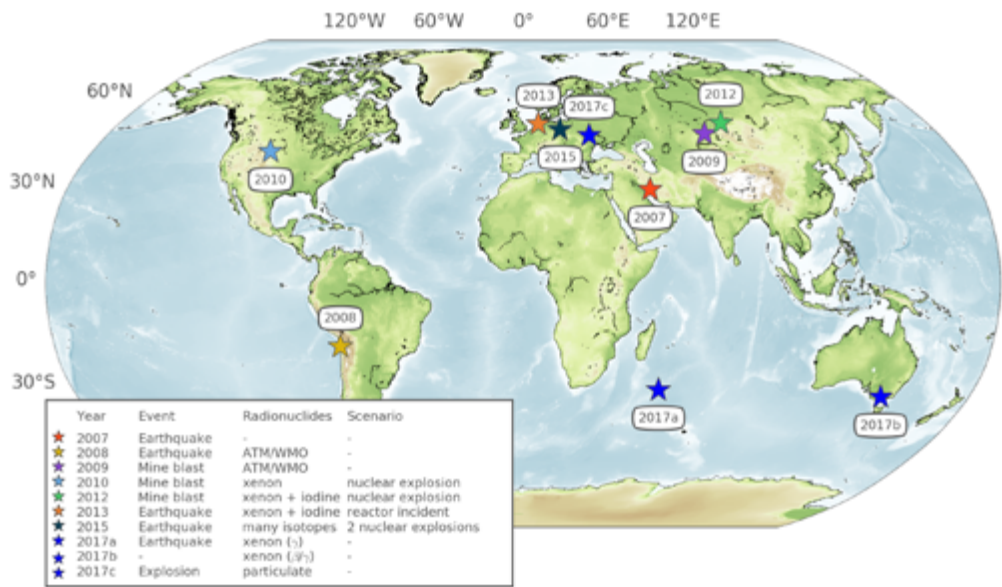 120°W 60°W 0° 60°E 120°E
60°N
2012
2013
2017c
2015
2009
30°N
2010
2007
0°
2008
30°S
2017a
2017b
Year Event Radionuclides Scenario
2007 Earthquake - -
2008 Earthquake ATM/WMO -
2009 Mine blast ATM/WMO -
2010 Mine blast xenon nuclear explosion
2012 Mine blast xenon + iodine nuclear explosion
2013 Earthquake xenon + iodine reactor incident
2015 Earthquake many isotopes 2 nuclear explosions
2017a Earthquake xenon (γ) -
2017b - xenon -
2017c Explosion particulate -